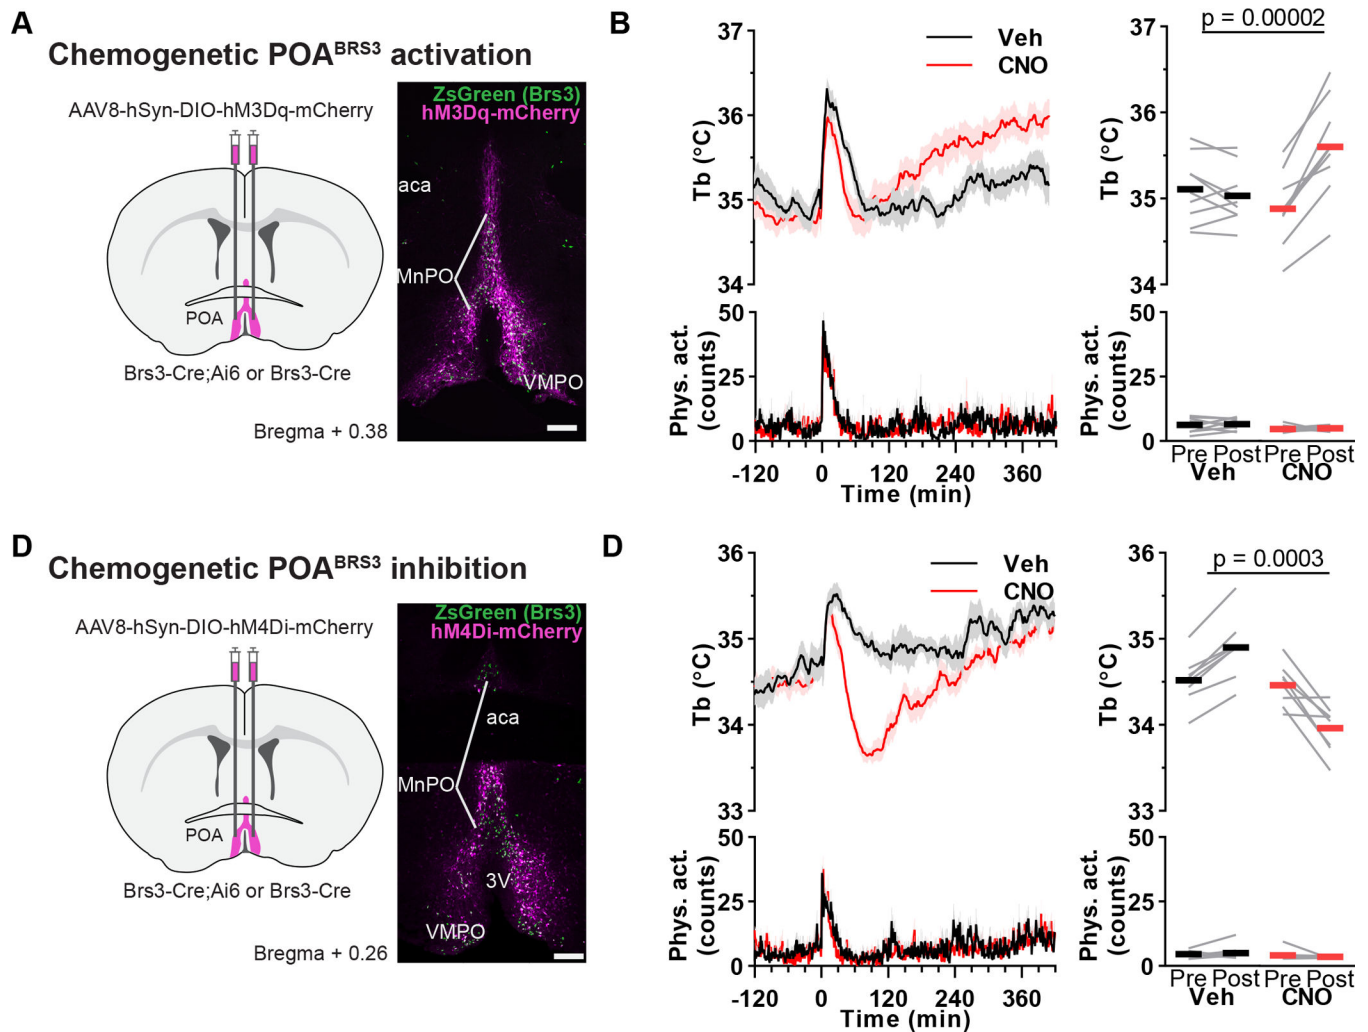 A
Chemogenetic POA^BRS3 activation
AAV8-hSyn-DIO-hM3Dq-mCherry
POA
Brs3-Cre;Ai6 or Brs3-Cre
Bregma + 0.38
ZsGreen (Brs3)
hM3Dq-mCherry
aca
MnPO
VMPO
B
Veh
CNO
37
36
35
34
Tb (°C)
50
25
0
Phys. act.
(counts)
-120 0 120 240 360
Time (min)
p = 0.00002
37
36
35
34
Tb (°C)
50
25
0
Phys. act.
(counts)
Pre Post Pre Post
Veh CNO
D
Chemogenetic POA^BRS3 inhibition
AAV8-hSyn-DIO-hM4Di-mCherry
POA
Brs3-Cre;Ai6 or Brs3-Cre
Bregma + 0.26
ZsGreen (Brs3)
hM4Di-mCherry
aca
MnPO
3V
VMPO
D
Veh
CNO
36
35
34
33
Tb (°C)
50
25
0
Phys. act.
(counts)
-120 0 120 240 360
Time (min)
p = 0.0003
36
35
34
33
Tb (°C)
50
25
0
Phys. act.
(counts)
Pre Post Pre Post
Veh CNO